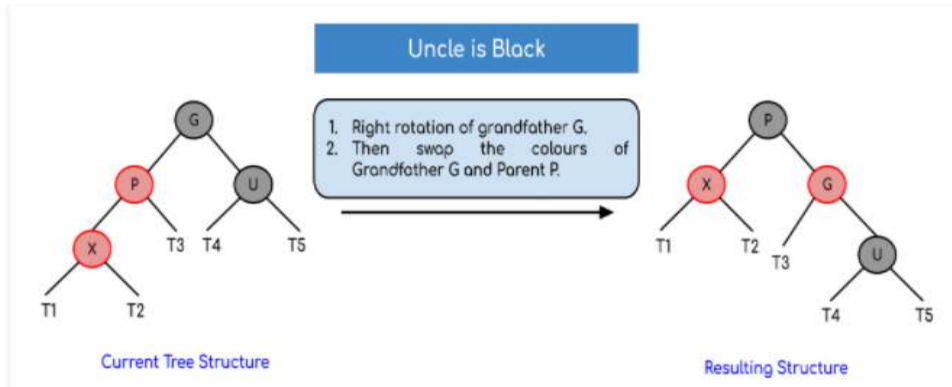 Uncle is Black
1. Right rotation of grandfather G.
2. Then swap the colours of
Grandfather G and Parent P.
G
P
U
X
T3
T4
T5
T1
T2
Current Tree Structure
P
X
G
T1
T2
T3
U
T4
T5
Resulting Structure